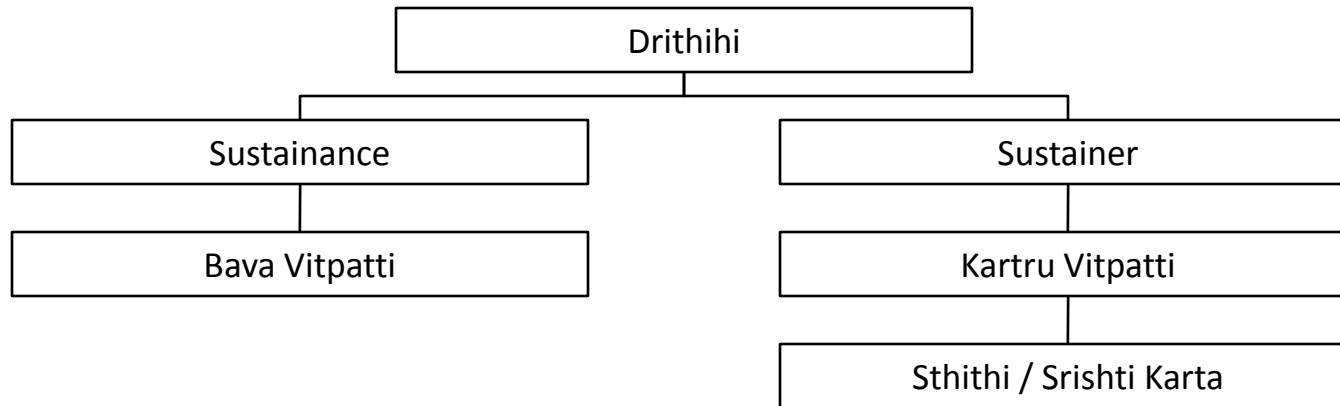 Drithihi
Sustainance
Sustainer
Bava Vitpatti
Kartru Vitpatti
Sthithi / Srishti Karta